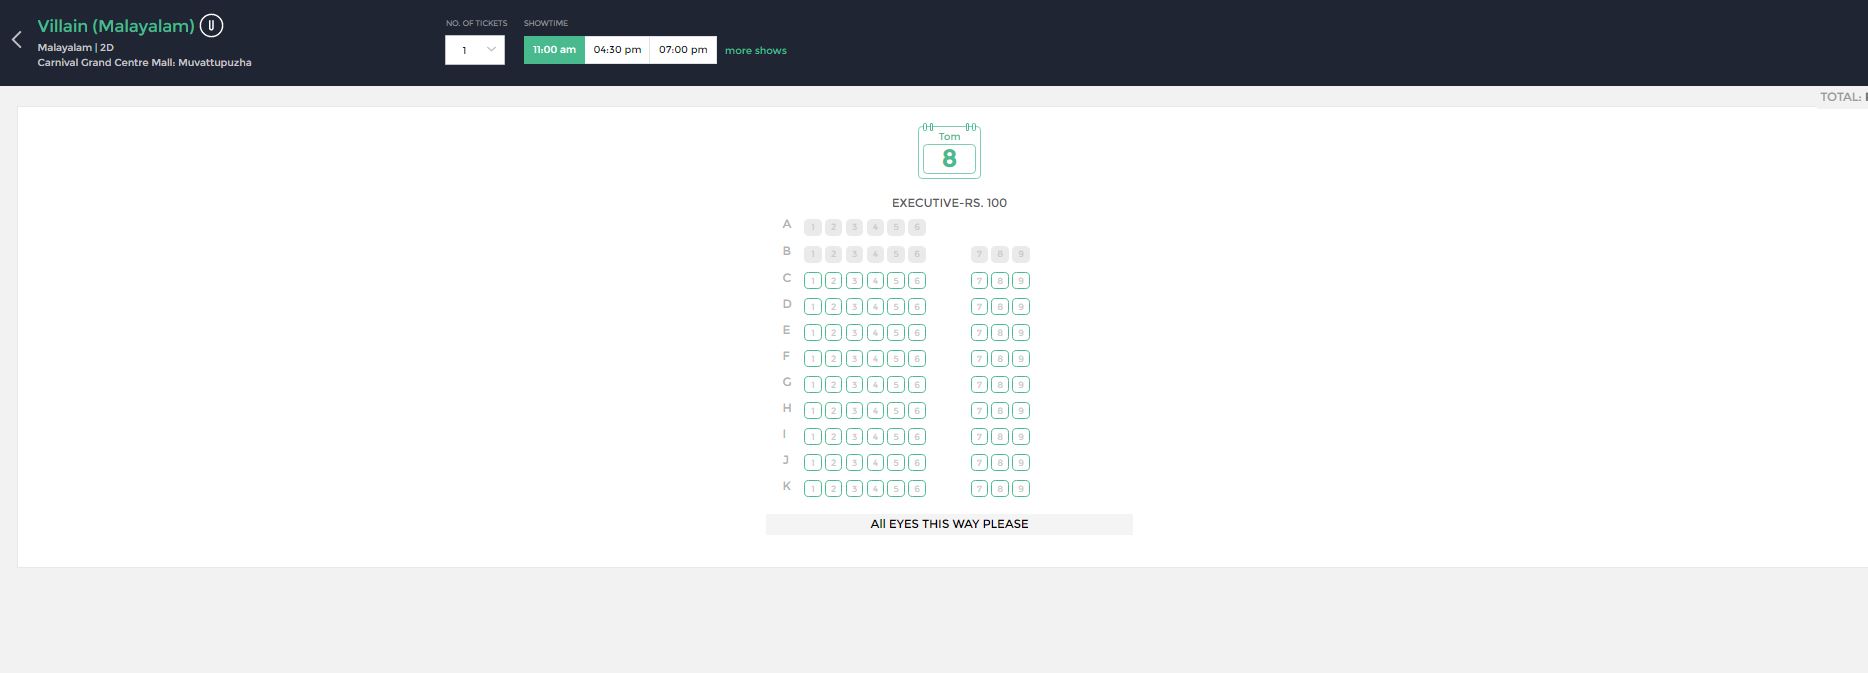 Villain (Malayalam) U
Malayalam | 2D
Carnival Grand Centre Mall: Muvattupuzha
NO. OF TICKETS
1
SHOWTIME
11:00 am 04:30 pm 07:00 pm more shows
TOTAL:
Tom
8
EXECUTIVE-RS. 100
A 1 2 3 4 5 6
B 1 2 3 4 5 6 7 8 9
C 1 2 3 4 5 6 7 8 9
D 1 2 3 4 5 6 7 8 9
E 1 2 3 4 5 6 7 8 9
F 1 2 3 4 5 6 7 8 9
G 1 2 3 4 5 6 7 8 9
H 1 2 3 4 5 6 7 8 9
I 1 2 3 4 5 6 7 8 9
J 1 2 3 4 5 6 7 8 9
K 1 2 3 4 5 6 7 8 9
All EYES THIS WAY PLEASE